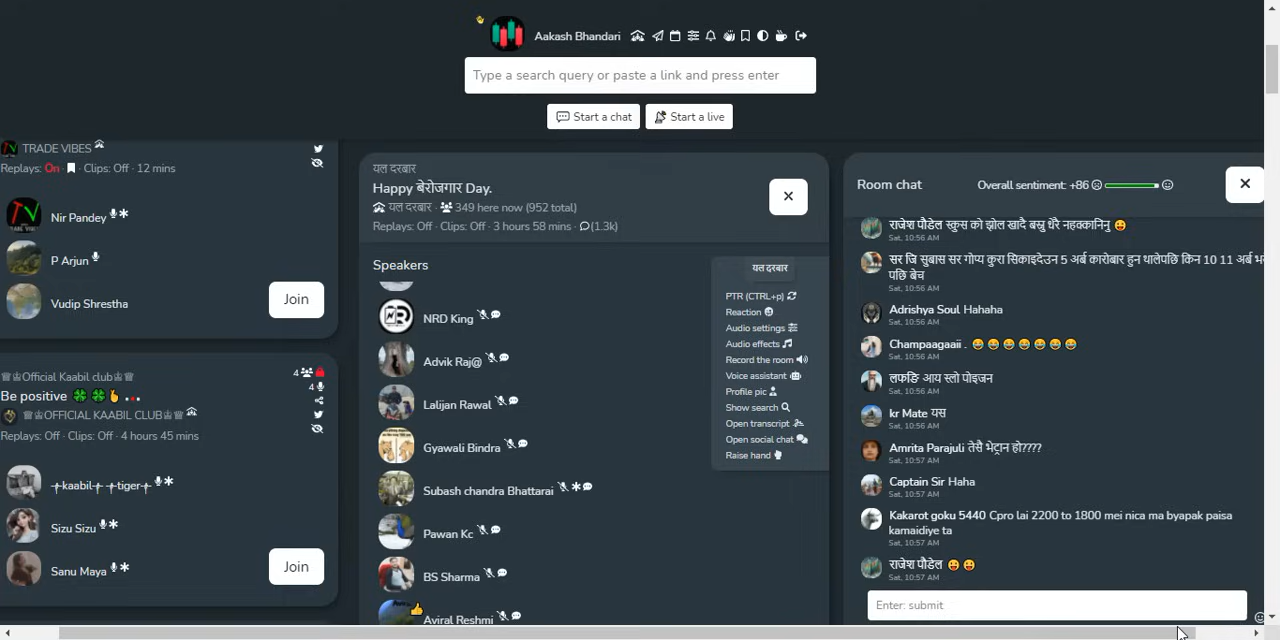 Aakash Bhandari
Type a search query or paste a link and press enter
Start a chat
Start a live
TRADE VIBES
Replays: On · Clips: Off · 12 mins
Nir Pandey
P Arjun
Vudip Shrestha
Join
♕♔Official Kaabil club♔♕
4
Be positive 🍀 🍀 🫰 ...
4
♕♔OFFICIAL KAABIL CLUB♔♕
Replays: Off · Clips: Off · 4 hours 45 mins
kaabil tiger
Sizu Sizu
Sanu Maya
Join
यल दरबार
Happy बेरोजगार Day.
यल दरबार · 349 here now (952 total)
Replays: Off · Clips: Off · 3 hours 58 mins · (1.3k)
Speakers
NRD King
Advik Raj@
Lalijan Rawal
Gyawali Bindra
Subash chandra Bhattarai
Pawan Kc
BS Sharma
Aviral Reshmi
यल दरबार
PTR (CTRL+p)
Reaction
Audio settings
Audio effects
Record the room
Voice assistant
Profile pic
Show search
Open transcript
Open social chat
Raise hand
Room chat
Overall sentiment: +86
राजेश पौडेल स्कुस को झोल खादै बस्नु धेरै नहक्कानिनु 😝
Sat, 10:56 AM
सर जि सुबास सर गोप्य कुरा सिकाइदेउन 5 अर्ब कारोबार हुन थालेपछि किन 10 11 अर्ब
पछि बेच
Sat, 10:56 AM
Adrishya Soul Hahaha
Sat, 10:56 AM
Champaagaaii . 😂 😂 😂 😂 😂 😂 😂
Sat, 10:56 AM
लफङि आय स्लो पोइजन
Sat, 10:56 AM
kr Mate यस
Sat, 10:56 AM
Amrita Parajuli तेसै भेट्रान हो????
Sat, 10:57 AM
Captain Sir Haha
Sat, 10:57 AM
Kakarot goku 5440 Cpro lai 2200 to 1800 mei nica ma byapak paisa
kamaidiye ta
Sat, 10:57 AM
राजेश पौडेल 😝 😝
Sat, 10:57 AM
Enter: submit